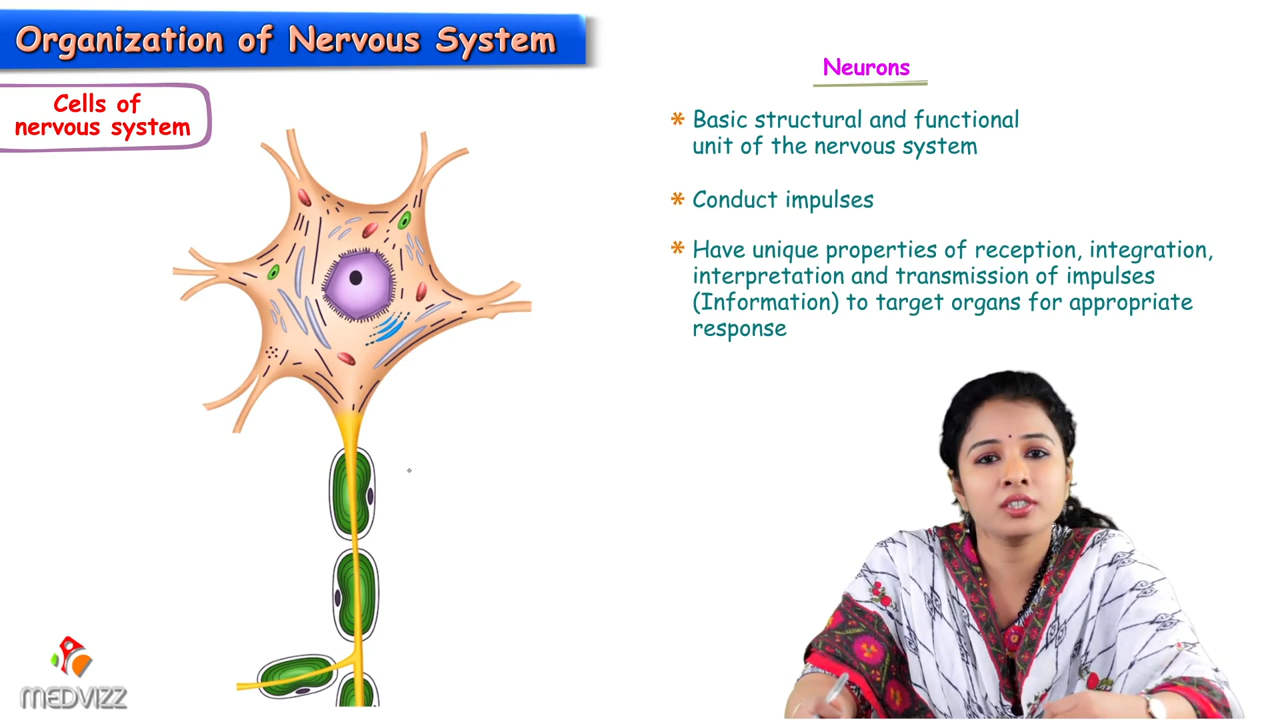 Organization of Nervous System
Cells of
nervous system
Neurons
* Basic structural and functional
unit of the nervous system
* Conduct impulses
* Have unique properties of reception, integration,
interpretation and transmission of impulses
(Information) to target organs for appropriate
response
MEDVIZZ